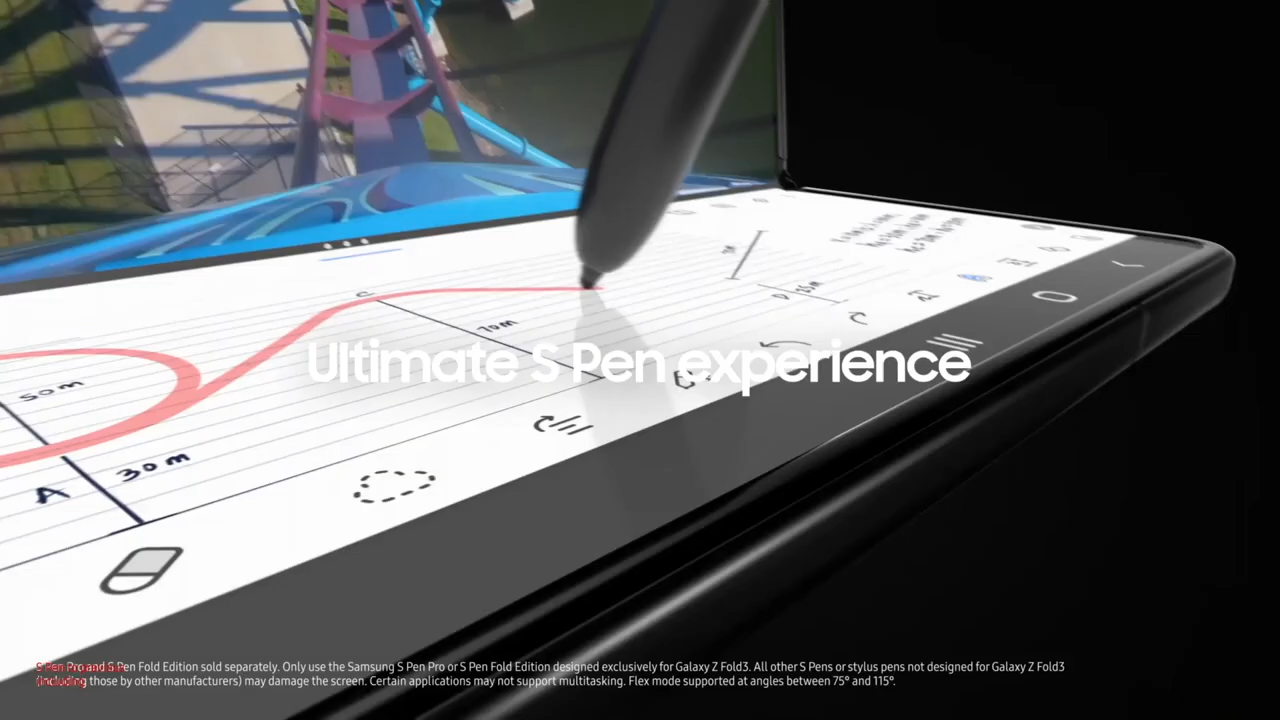 C
70m
D 35m
Ultimate S Pen experience
50m
A
30m
S Pen Pro and S Pen Fold Edition sold separately. Only use the Samsung S Pen Pro or S Pen Fold Edition designed exclusively for Galaxy Z Fold3. All other S Pens or stylus pens not designed for Galaxy Z Fold3
(including those by other manufacturers) may damage the screen. Certain applications may not support multitasking. Flex mode supported at angles between 75° and 115°.